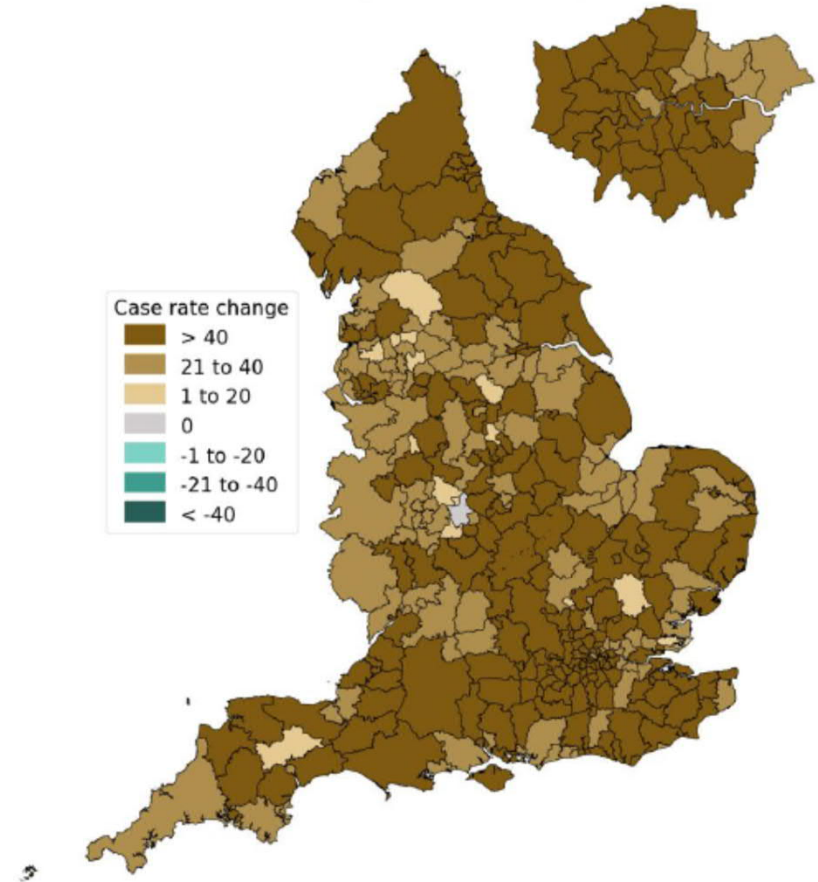 Case rate change
> 40
21 to 40
1 to 20
0
-1 to -20
-21 to -40
< -40